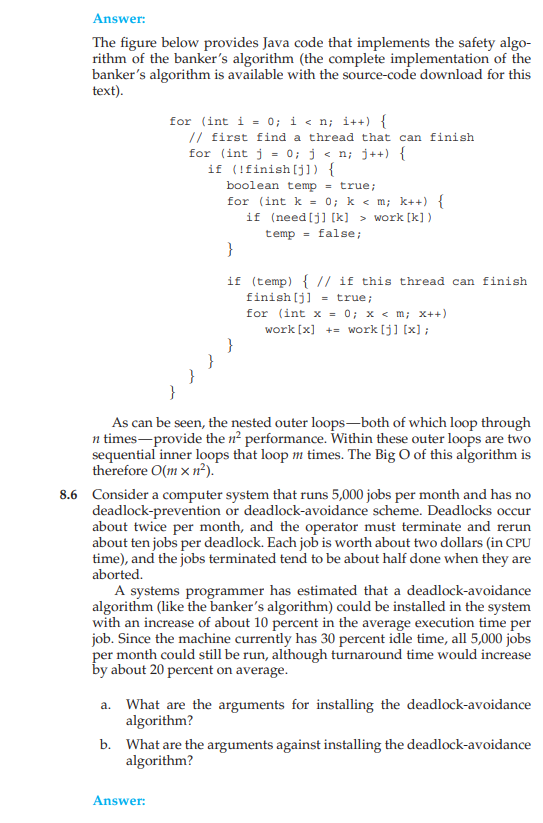 Answer:
The figure below provides Java code that implements the safety algo-
rithm of the banker's algorithm (the complete implementation of the
banker's algorithm is available with the source-code download for this
text).
for (int i = 0; i < n; i++) {
// first find a thread that can finish
for (int j = 0; j < n; j++) {
if (!finish[j]) {
boolean temp = true;
for (int k = 0; k < m; k++) {
if (need[j][k] > work[k])
temp = false;
}
if (temp) { // if this thread can finish
finish[j] = true;
for (int x = 0; x < m; x++)
work[x] += work[j][x];
}
}
}
}
As can be seen, the nested outer loops—both of which loop through
n times—provide the n² performance. Within these outer loops are two
sequential inner loops that loop m times. The Big O of this algorithm is
therefore O(m × n²).
8.6 Consider a computer system that runs 5,000 jobs per month and has no
deadlock-prevention or deadlock-avoidance scheme. Deadlocks occur
about twice per month, and the operator must terminate and rerun
about ten jobs per deadlock. Each job is worth about two dollars (in CPU
time), and the jobs terminated tend to be about half done when they are
aborted.
A systems programmer has estimated that a deadlock-avoidance
algorithm (like the banker's algorithm) could be installed in the system
with an increase of about 10 percent in the average execution time per
job. Since the machine currently has 30 percent idle time, all 5,000 jobs
per month could still be run, although turnaround time would increase
by about 20 percent on average.
a. What are the arguments for installing the deadlock-avoidance
algorithm?
b. What are the arguments against installing the deadlock-avoidance
algorithm?
Answer: